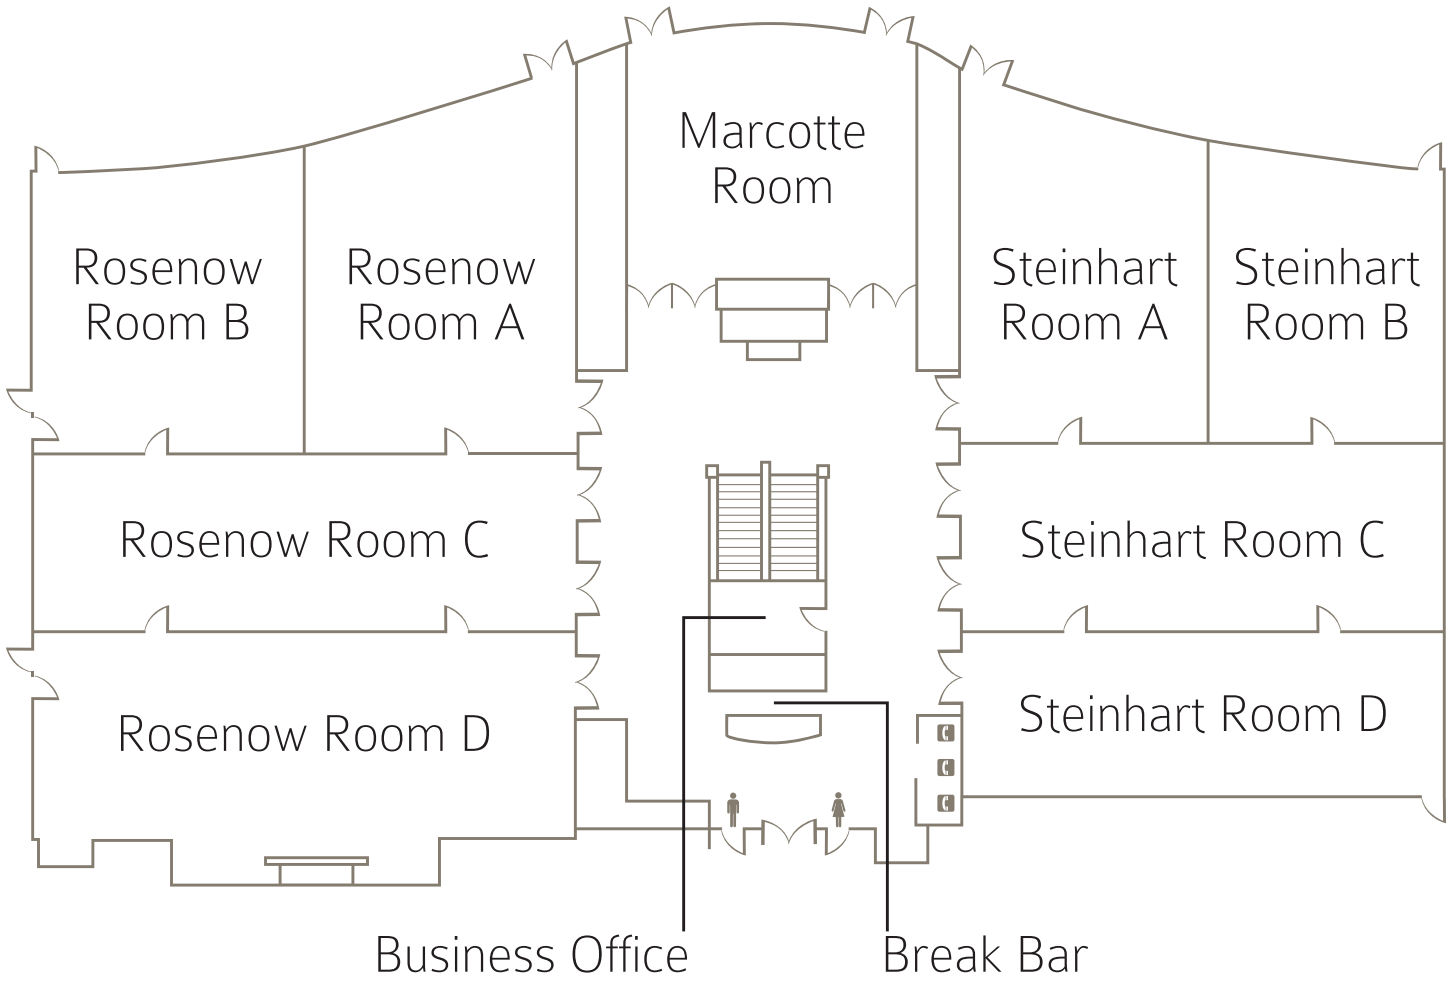 Marcotte
Room
Rosenow
Room B
Rosenow
Room A
Steinhart
Room A
Steinhart
Room B
Rosenow Room C
Steinhart Room C
Rosenow Room D
Steinhart Room D
Business Office
Break Bar